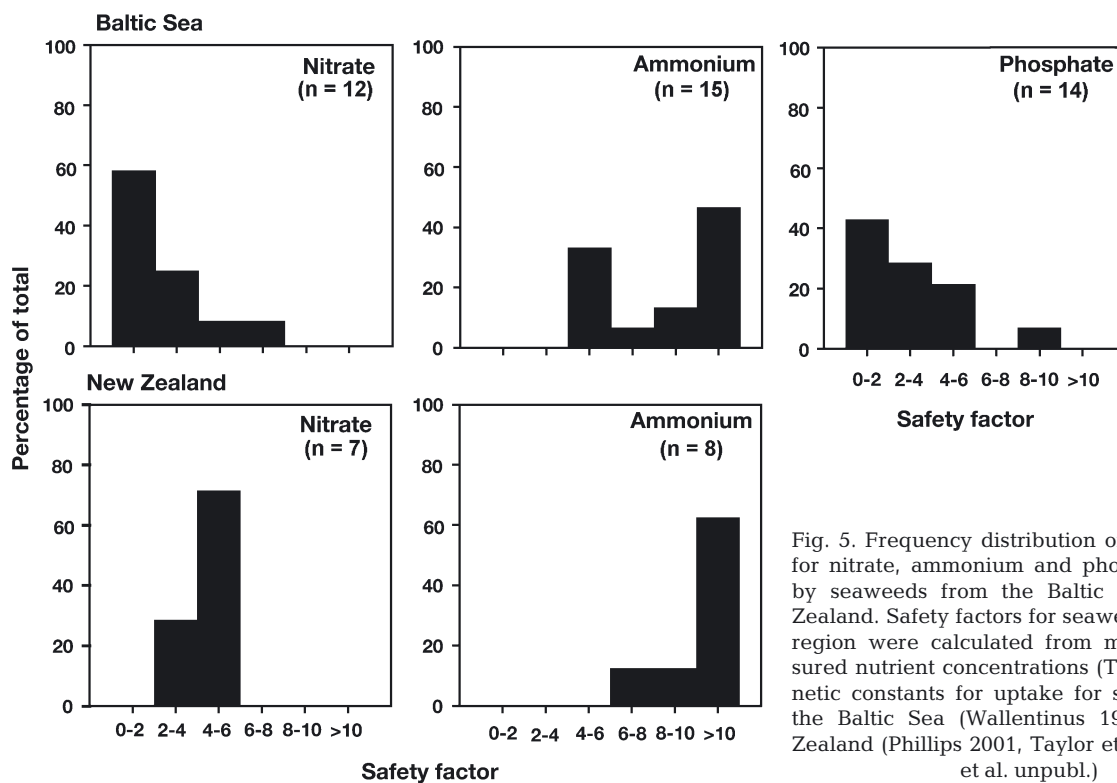 Baltic Sea
100
80
60
40
20
0
Nitrate
(n = 12)
100
80
60
40
20
0
Ammonium
(n = 15)
100
80
60
40
20
0
Phosphate
(n = 14)
0-2 2-4 4-6 6-8 8-10 >10
Safety factor
Percentage of total
New Zealand
100
80
60
40
20
0
Nitrate
(n = 7)
0-2 2-4 4-6 6-8 8-10 >10
100
80
60
40
20
0
Ammonium
(n = 8)
0-2 2-4 4-6 6-8 8-10 >10
Safety factor
Fig. 5. Frequency distribution o
for nitrate, ammonium and pho
by seaweeds from the Baltic
Zealand. Safety factors for seawe
region were calculated from m
sured nutrient concentrations (T
netic constants for uptake for s
the Baltic Sea (Wallentinus 19
Zealand (Phillips 2001, Taylor et
et al. unpubl.)